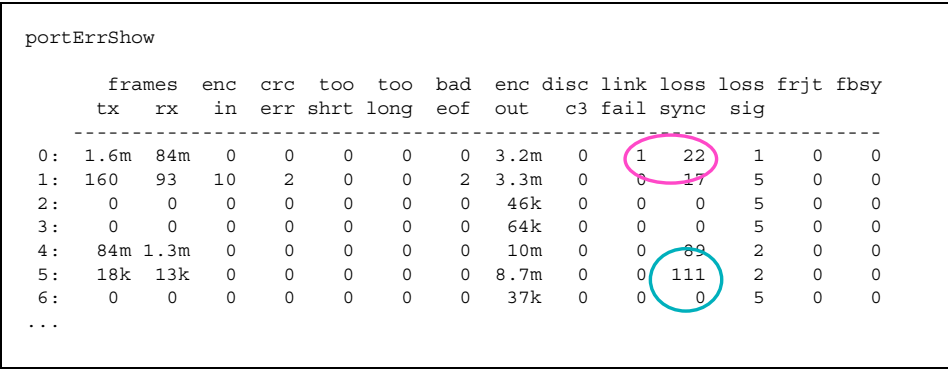 portErrShow
frames enc crc too too bad enc disc link loss loss frjt fbsy
tx rx in err shrt long eof out c3 fail sync sig
---------------------------------------------------------------------
0: 1.6m 84m 0 0 0 0 0 3.2m 0 1 22 1 0 0
1: 160 93 10 2 0 0 2 3.3m 0 0 17 5 0 0
2: 0 0 0 0 0 0 0 46k 0 0 0 5 0 0
3: 0 0 0 0 0 0 0 64k 0 0 0 5 0 0
4: 84m 1.3m 0 0 0 0 0 10m 0 0 89 2 0 0
5: 18k 13k 0 0 0 0 0 8.7m 0 0 111 2 0 0
6: 0 0 0 0 0 0 0 37k 0 0 0 5 0 0
...